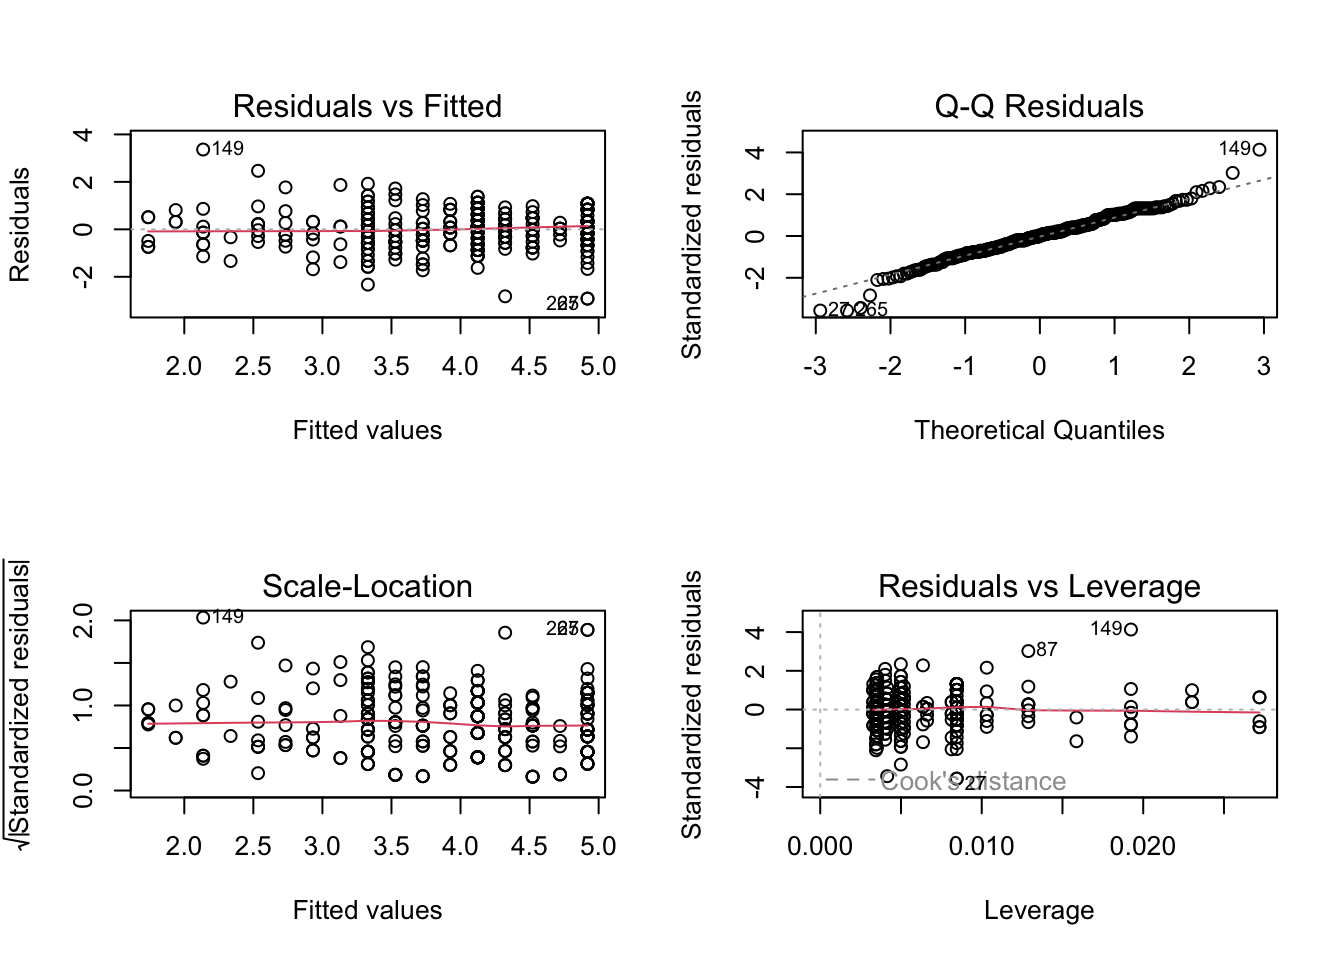 Residuals vs Fitted
Residuals
4
2
0
-2
149
265
2.0 2.5 3.0 3.5 4.0 4.5 5.0
Fitted values
Q-Q Residuals
Standardized residuals
4
2
0
-2
149
27
265
-3 -2 -1 0 1 2 3
Theoretical Quantiles
Scale-Location
√|Standardized residuals|
2.0
1.0
0.0
149
2.0 2.5 3.0 3.5 4.0 4.5 5.0
Fitted values
Residuals vs Leverage
Standardized residuals
4
2
0
-4
149
87
27
Cook's distance
0.000 0.010 0.020
Leverage